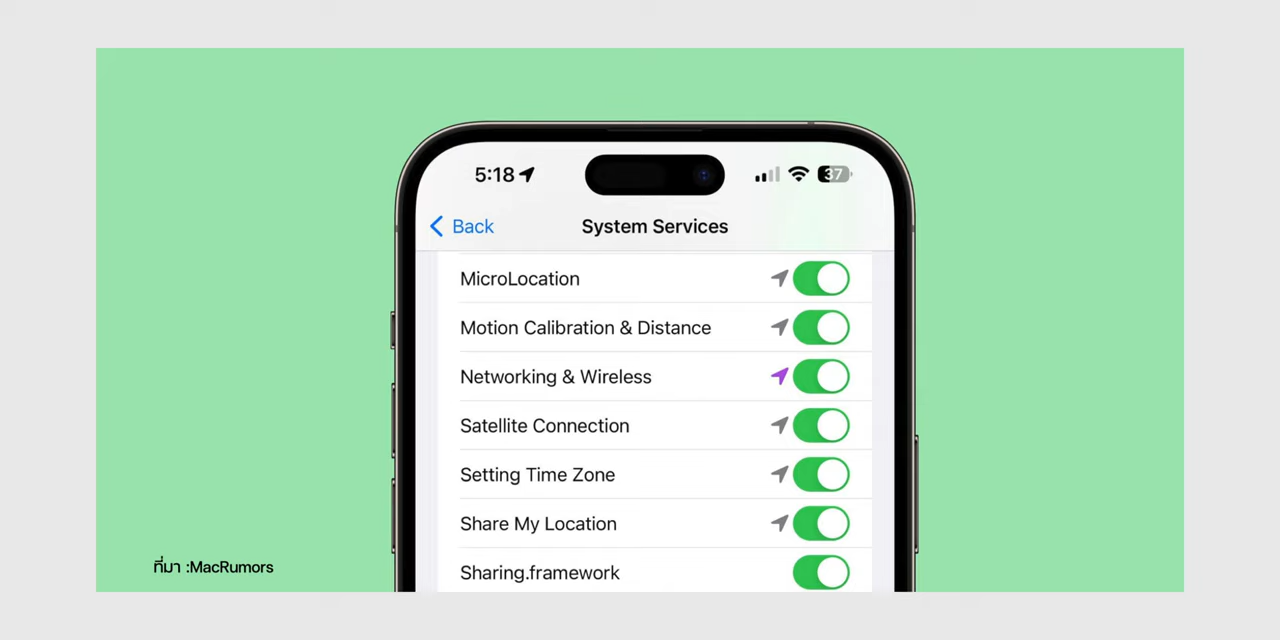 5:18
37
Back
System Services
MicroLocation
Motion Calibration & Distance
Networking & Wireless
Satellite Connection
Setting Time Zone
Share My Location
Sharing.framework
ที่มา :MacRumors